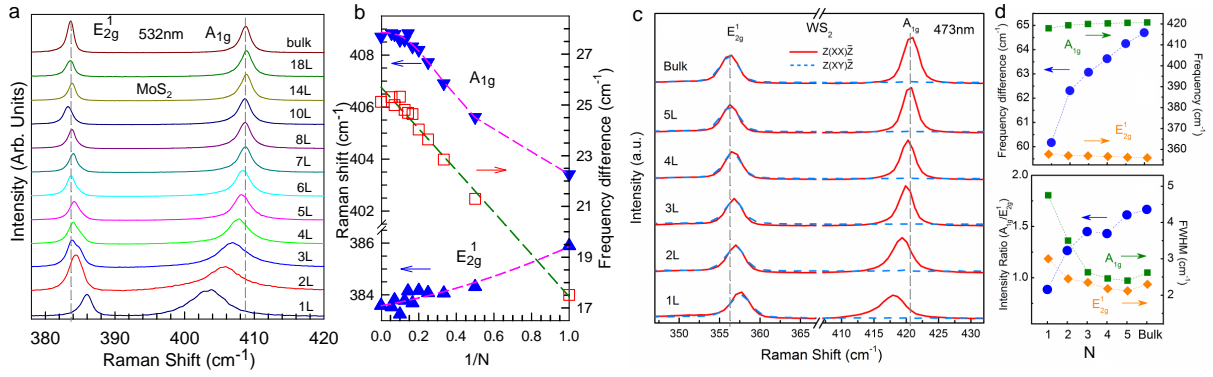 a
E¹2g
532nm
A1g
MoS2
bulk
18L
14L
10L
8L
7L
6L
5L
4L
3L
2L
1L
Intensity (Arb. Units)
380
390
400
410
420
Raman Shift (cm-1)
b
408
406
404
402
386
384
Raman shift (cm-1)
A1g
E¹2g
28
27
26
25
23
22
21
19
18
17
Frequency difference (cm-1)
0.0
0.2
0.4
0.6
0.8
1.0
1/N
c
WS2
473nm
E¹2g
A1g
Z(XX)Z̄
Z(XY)Z̄
Bulk
5L
4L
3L
2L
1L
Intensity (a.u.)
350
355
360
365
410
415
420
425
430
Raman Shift (cm-1)
d
65
64
63
62
61
60
Frequency difference (cm-1)
A1g
E¹2g
420
410
400
390
380
370
360
Frequency (cm-1)
1.5
1.0
Intensity Ratio (A1g/E¹2g)
A1g
E¹2g
5
4
3
2
FWHM (cm-1)
1
2
3
4
5
Bulk
N